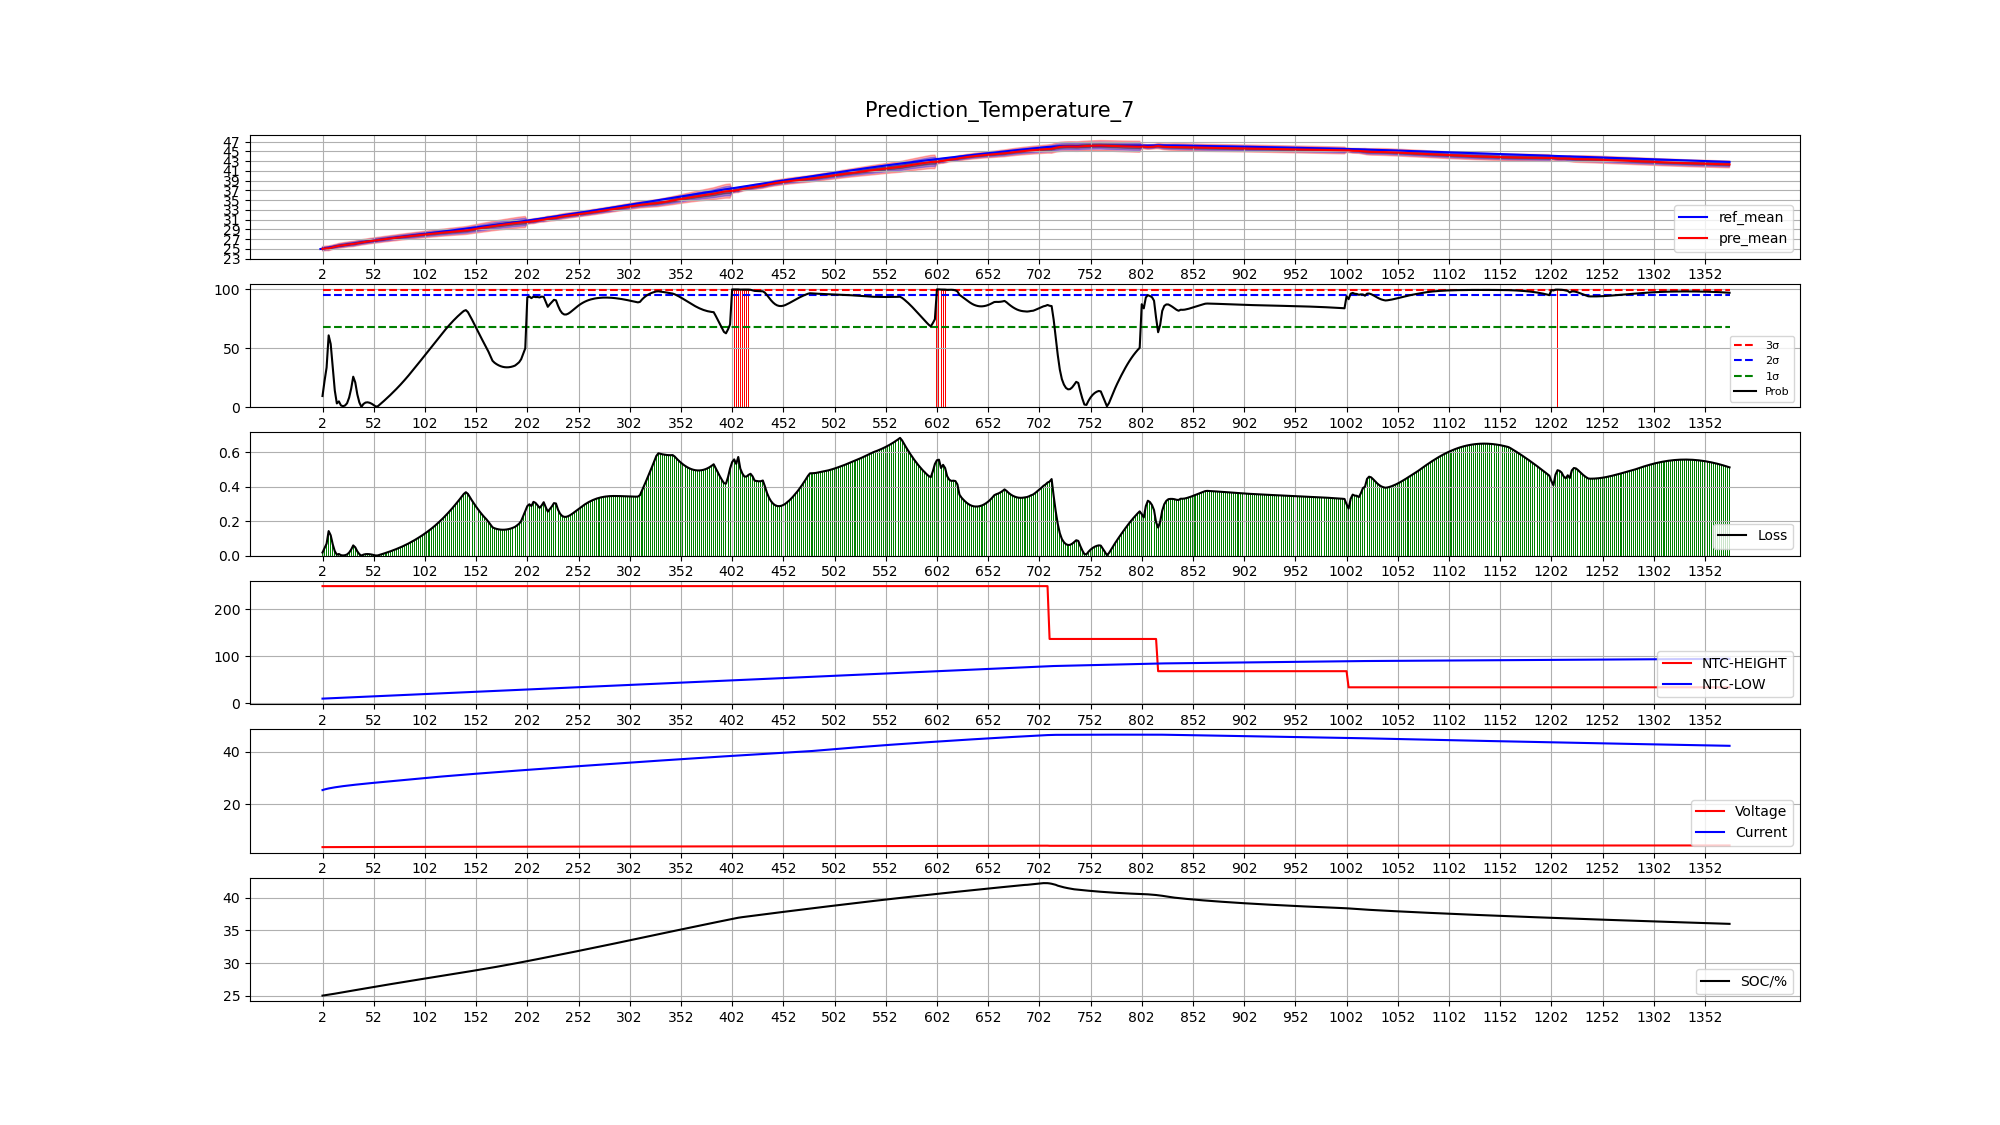 Prediction_Temperature_7
47
45
43
41
39
37
35
33
31
29
27
25
23
ref_mean
pre_mean
2 52 102 152 202 252 302 352 402 452 502 552 602 652 702 752 802 852 902 952 1002 1052 1102 1152 1202 1252 1302 1352
100
50
0
3σ
2σ
1σ
Prob
2 52 102 152 202 252 302 352 402 452 502 552 602 652 702 752 802 852 902 952 1002 1052 1102 1152 1202 1252 1302 1352
0.6
0.4
0.2
0.0
Loss
2 52 102 152 202 252 302 352 402 452 502 552 602 652 702 752 802 852 902 952 1002 1052 1102 1152 1202 1252 1302 1352
200
100
0
NTC-HEIGHT
NTC-LOW
2 52 102 152 202 252 302 352 402 452 502 552 602 652 702 752 802 852 902 952 1002 1052 1102 1152 1202 1252 1302 1352
40
20
Voltage
Current
2 52 102 152 202 252 302 352 402 452 502 552 602 652 702 752 802 852 902 952 1002 1052 1102 1152 1202 1252 1302 1352
40
35
30
25
SOC/%
2 52 102 152 202 252 302 352 402 452 502 552 602 652 702 752 802 852 902 952 1002 1052 1102 1152 1202 1252 1302 1352